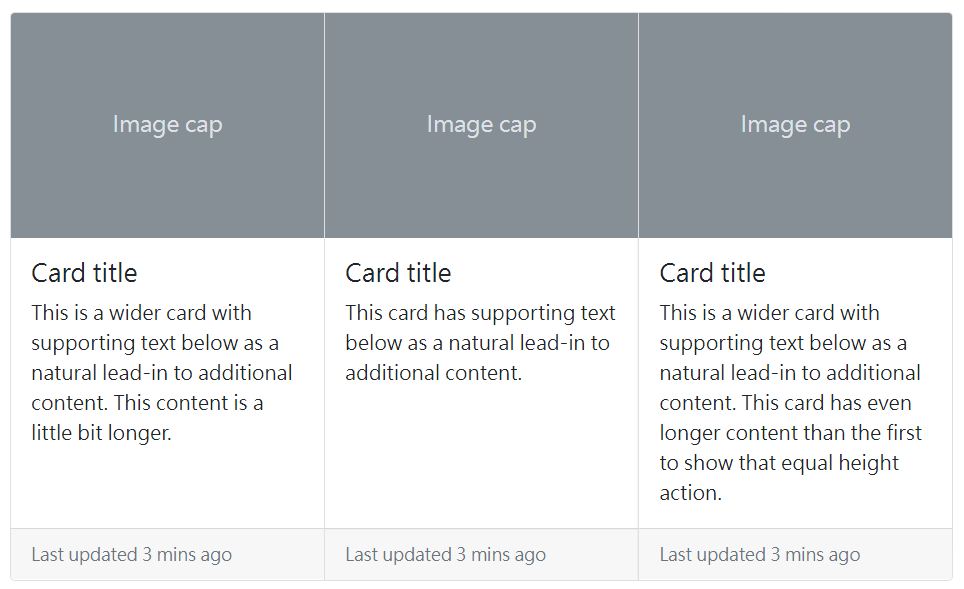 Image cap
Card title
This is a wider card with
supporting text below as a
natural lead-in to additional
content. This content is a
little bit longer.
Last updated 3 mins ago
Image cap
Card title
This card has supporting text
below as a natural lead-in to
additional content.
Last updated 3 mins ago
Image cap
Card title
This is a wider card with
supporting text below as a
natural lead-in to additional
content. This card has even
longer content than the first
to show that equal height
action.
Last updated 3 mins ago